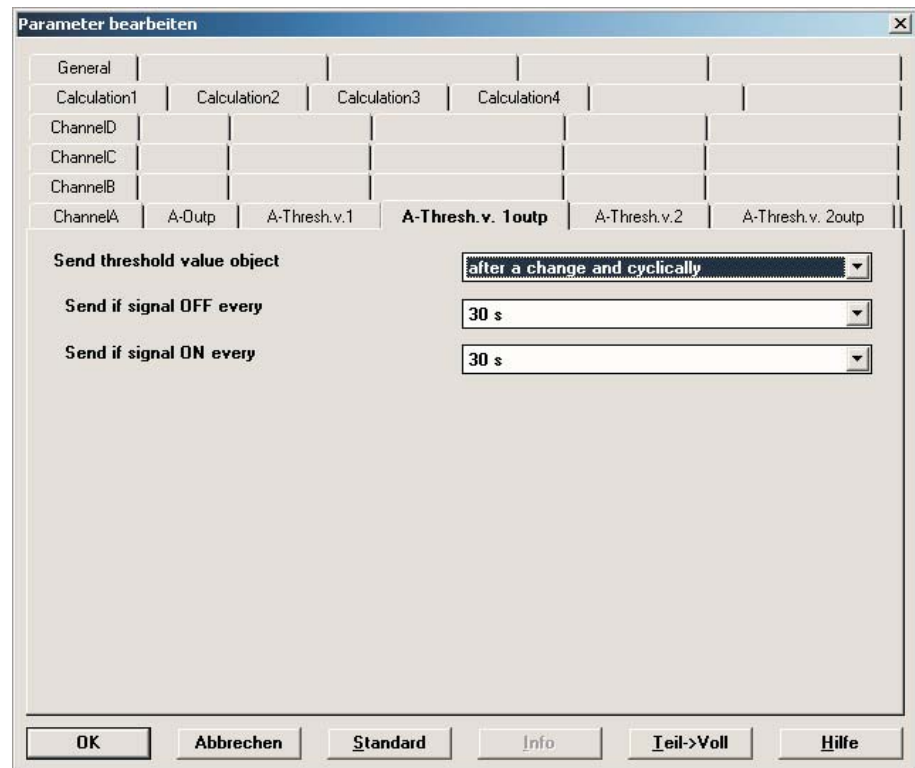 Parameter bearbeiten
General
Calculation1 Calculation2 Calculation3 Calculation4
ChannelD
ChannelC
ChannelB
ChannelA A-Outp A-Thresh.v.1 A-Thresh.v. 1outp A-Thresh.v.2 A-Thresh.v. 2outp
Send threshold value object after a change and cyclically
Send if signal OFF every 30 s
Send if signal ON every 30 s
OK Abbrechen Standard Info Teil->Voll Hilfe